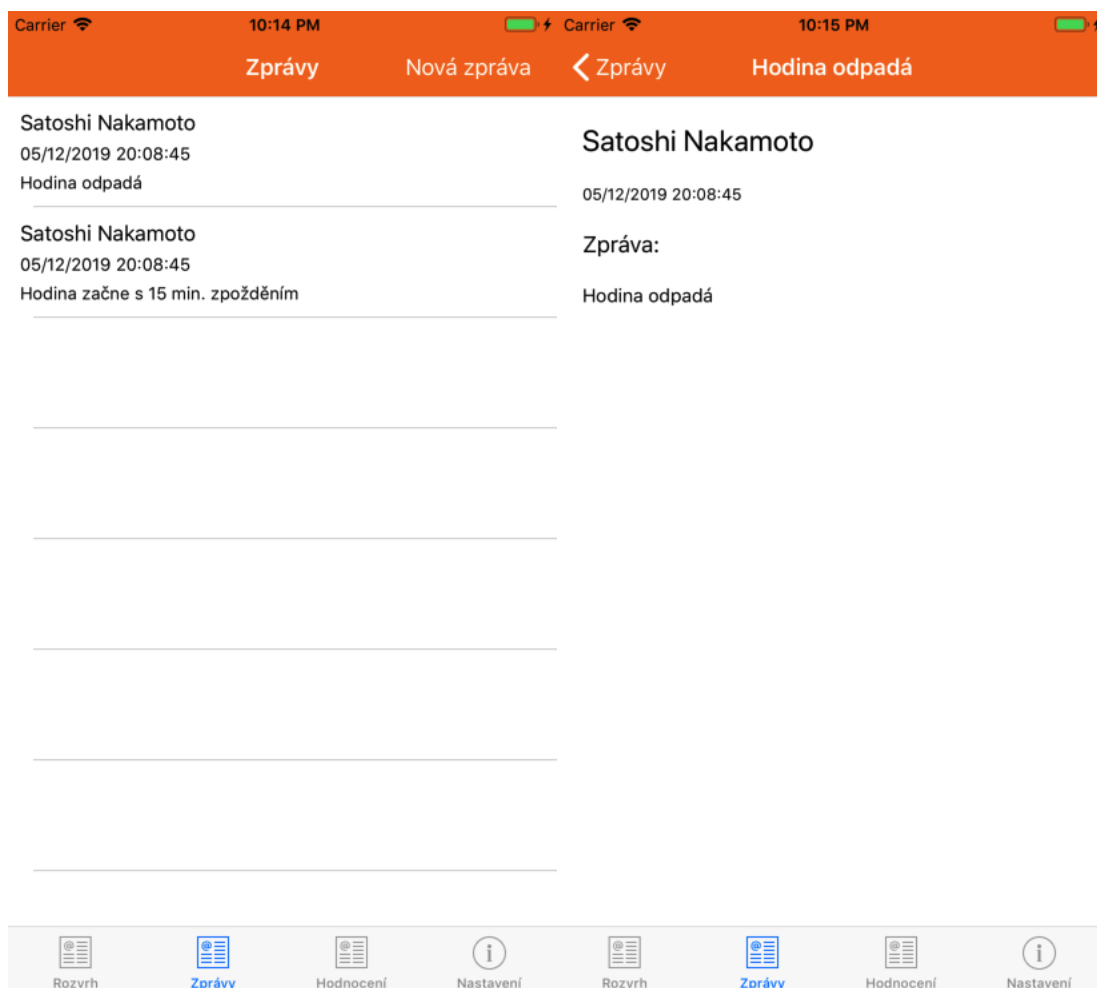 Carrier 10:14 PM
Zprávy Nová zpráva
Satoshi Nakamoto
05/12/2019 20:08:45
Hodina odpadá
Satoshi Nakamoto
05/12/2019 20:08:45
Hodina začne s 15 min. zpožděním
Rozvrh Zprávy Hodnocení Nastavení
Carrier 10:15 PM
Zprávy Hodina odpadá
Satoshi Nakamoto
05/12/2019 20:08:45
Zpráva:
Hodina odpadá
Rozvrh Zprávy Hodnocení Nastavení